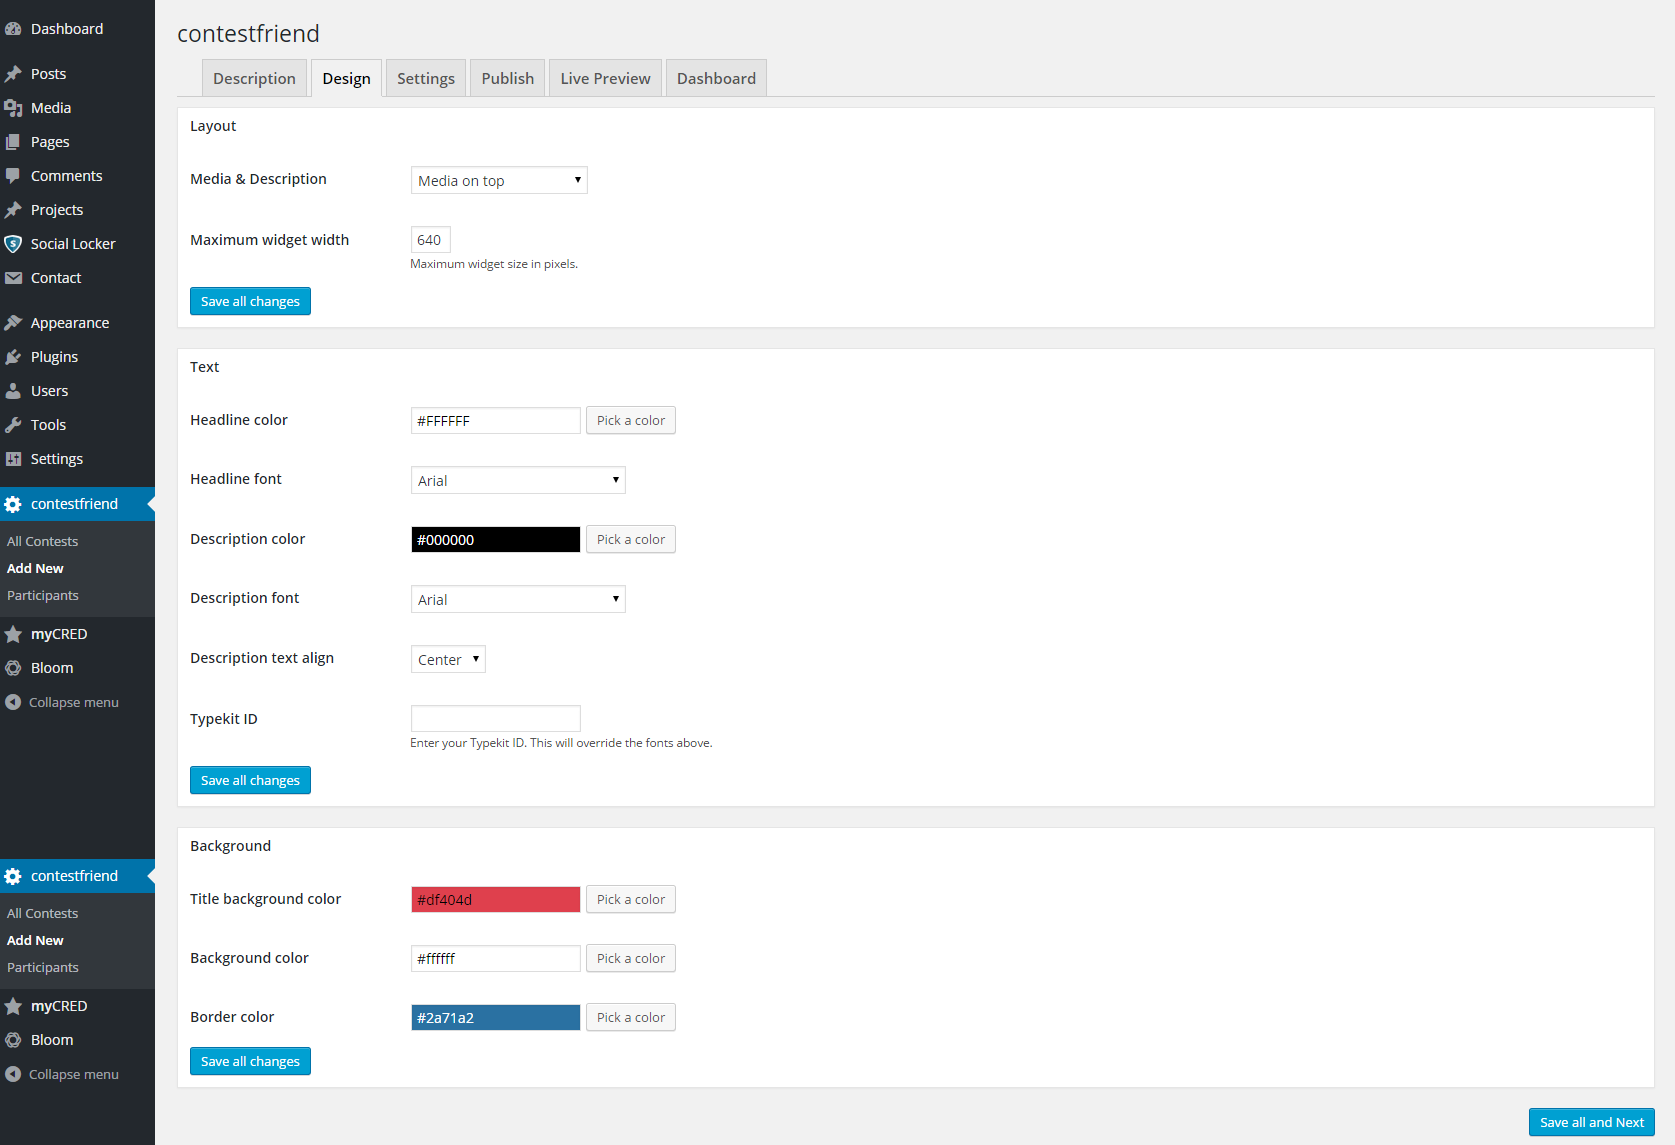 Dashboard
Posts
Media
Pages
Comments
Projects
Social Locker
Contact
Appearance
Plugins
Users
Tools
Settings
contestfriend
All Contests
Add New
Participants
myCRED
Bloom
Collapse menu
contestfriend
All Contests
Add New
Participants
myCRED
Bloom
Collapse menu
contestfriend
Description Design Settings Publish Live Preview Dashboard
Layout
Media & Description Media on top
Maximum widget width 640
Maximum widget size in pixels.
Save all changes
Text
Headline color #FFFFFF Pick a color
Headline font Arial
Description color #000000 Pick a color
Description font Arial
Description text align Center
Typekit ID
Enter your Typekit ID. This will override the fonts above.
Save all changes
Background
Title background color #df404d Pick a color
Background color #ffffff Pick a color
Border color #2a71a2 Pick a color
Save all changes
Save all and Next